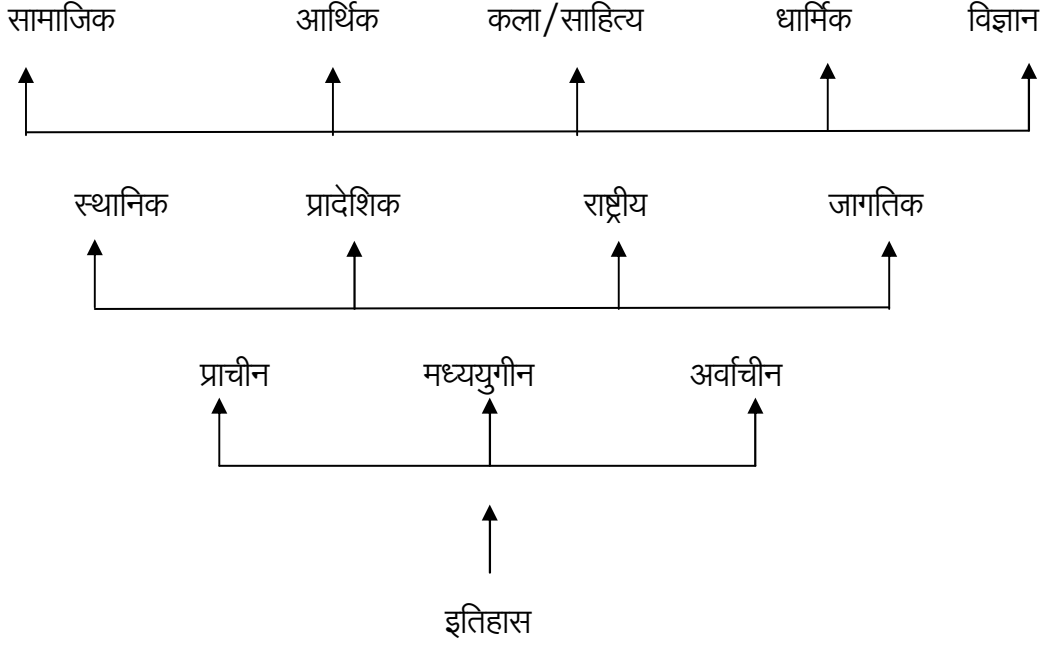 सामाजिक आर्थिक कला/साहित्य धार्मिक विज्ञान
स्थानिक प्रादेशिक राष्ट्रीय जागतिक
प्राचीन मध्ययुगीन अर्वाचीन
इतिहास